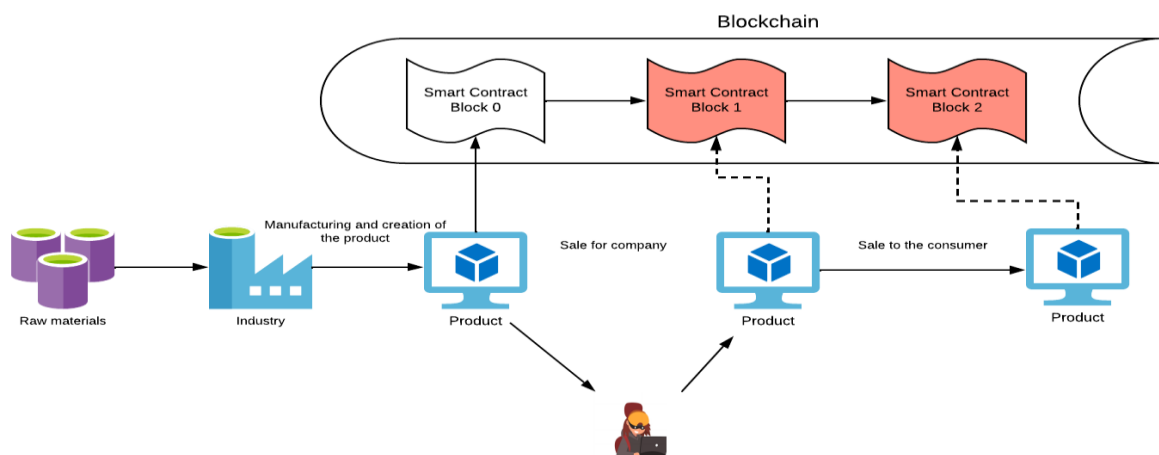 Blockchain
Smart Contract
Block 0
Smart Contract
Block 1
Smart Contract
Block 2
Manufacturing and creation of
the product
Sale for company
Sale to the consumer
Raw materials
Industry
Product
Product
Product